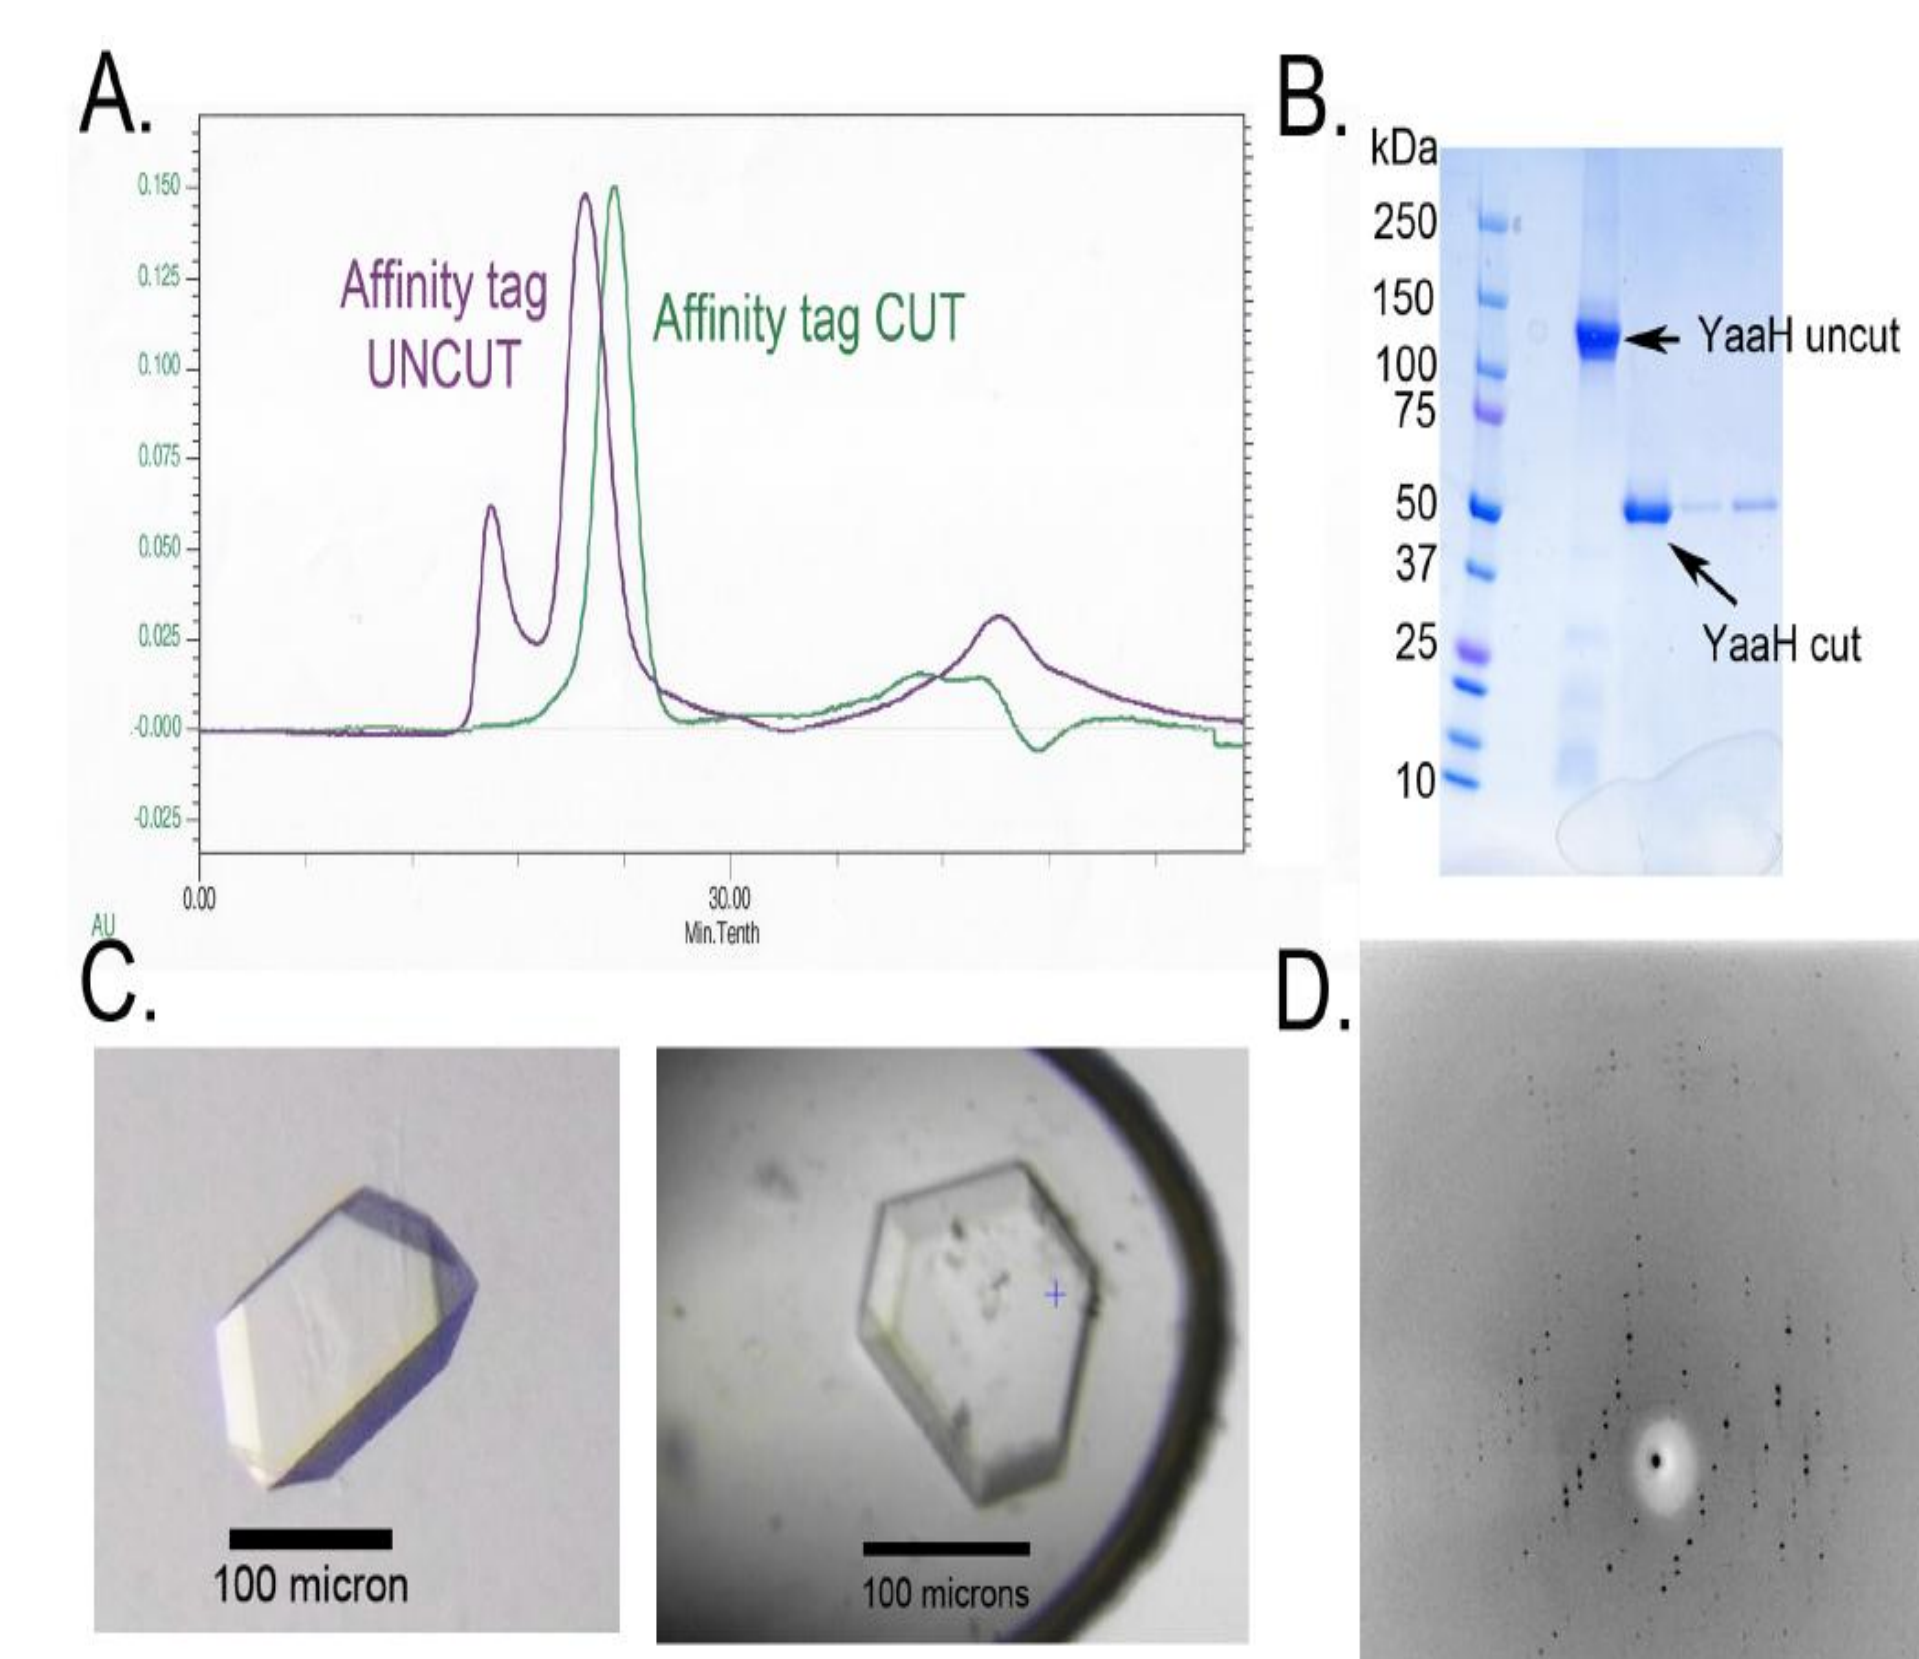 A.
0.150
0.125
0.100
0.075
0.050
0.025
-0.000
-0.025
Affinity tag
UNCUT
Affinity tag CUT
0.00
30.00
Min.Tenth
AU
B.
kDa
250
150
100
75
50
37
25
10
YaaH uncut
YaaH cut
C.
100 micron
100 microns
D.